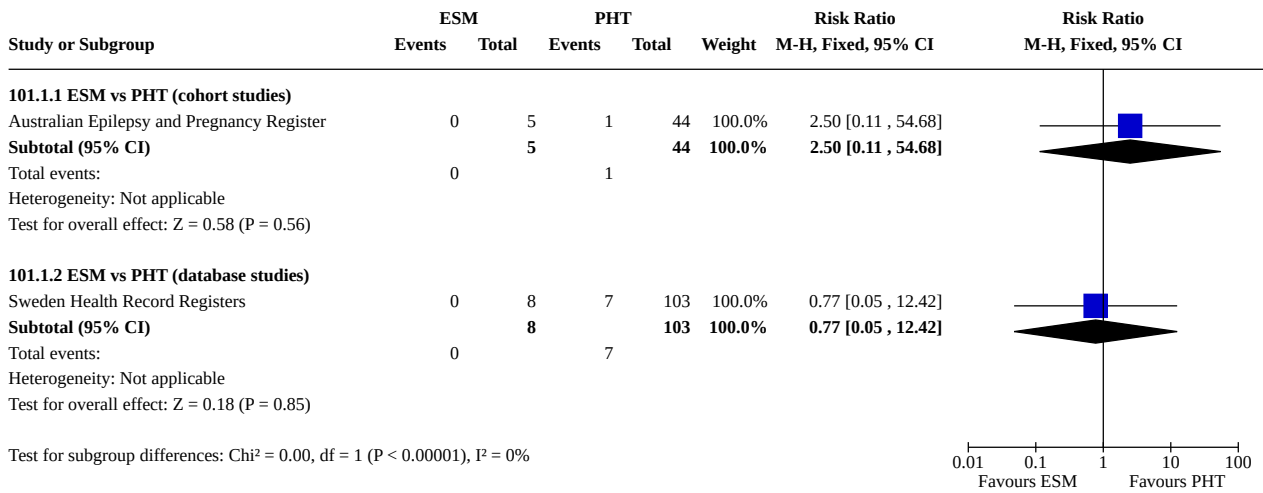 ESM PHT Risk Ratio Risk Ratio
Study or Subgroup Events Total Events Total Weight M-H, Fixed, 95% CI M-H, Fixed, 95% CI
101.1.1 ESM vs PHT (cohort studies)
Australian Epilepsy and Pregnancy Register 0 5 1 44 100.0% 2.50 [0.11 , 54.68]
Subtotal (95% CI) 5 44 100.0% 2.50 [0.11 , 54.68]
Total events: 0 1
Heterogeneity: Not applicable
Test for overall effect: Z = 0.58 (P = 0.56)
101.1.2 ESM vs PHT (database studies)
Sweden Health Record Registers 0 8 7 103 100.0% 0.77 [0.05 , 12.42]
Subtotal (95% CI) 8 103 100.0% 0.77 [0.05 , 12.42]
Total events: 0 7
Heterogeneity: Not applicable
Test for overall effect: Z = 0.18 (P = 0.85)
Test for subgroup differences: Chi² = 0.00, df = 1 (P < 0.00001), I² = 0%
0.01 0.1 1 10 100
Favours ESM Favours PHT